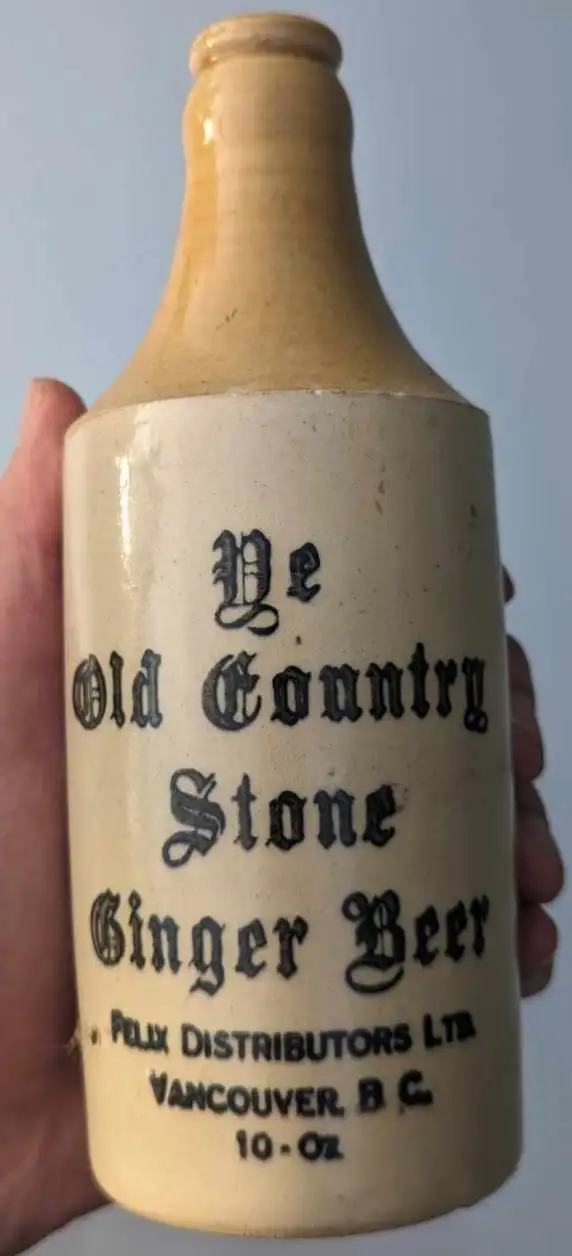 Ye
Old Country
Stone
Ginger Beer
FELIX DISTRIBUTORS LTD.
VANCOUVER, B C.
10-OZ